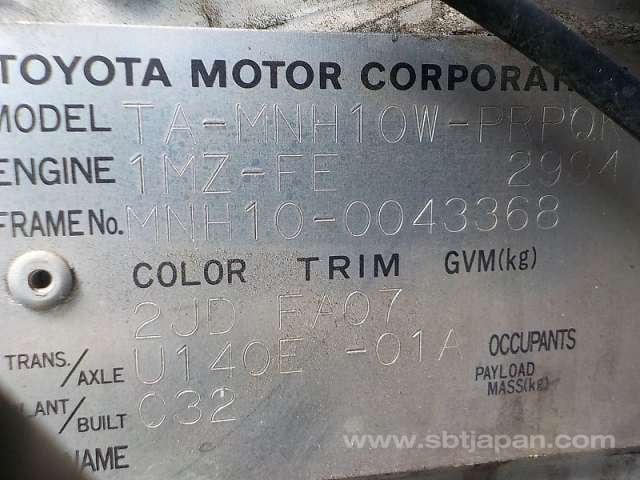 TOYOTA MOTOR CORPORA
MODEL TA-MNH10W-PRPQK
ENGINE 1MZ-FE 2994
FRAME No. MNH10-0043368
COLOR TRIM GVM(kg)
2JD FA07
TRANS./AXLE U140E -01A OCCUPANTS
PAYLOAD MASS(kg)
LANT/BUILT C32
NAME
www.sbtjapan.com